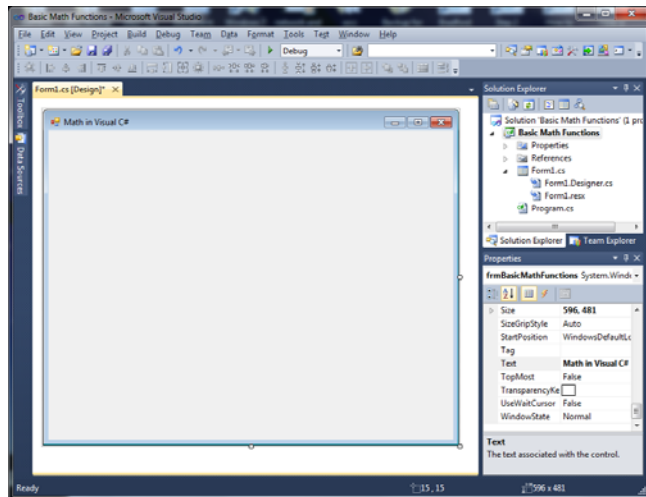 Basic Math Functions - Microsoft Visual Studio
File Edit View Project Build Debug Team Data Format Tools Test Window Help
Debug
Form1.cs [Design]*
Toolbox
Data Sources
Math in Visual C#
Solution Explorer
Solution 'Basic Math Functions' (1 pro
Basic Math Functions
Properties
References
Form1.cs
Form1.Designer.cs
Form1.resx
Program.cs
Solution Explorer Team Explorer
Properties
frmBasicMathFunctions System.Windo
Size 596, 481
SizeGripStyle Auto
StartPosition WindowsDefaultLo
Tag
Text Math in Visual C#
TopMost False
TransparencyKe
UseWaitCursor False
WindowState Normal
Text
The text associated with the control.
Ready 15, 15 596 x 481